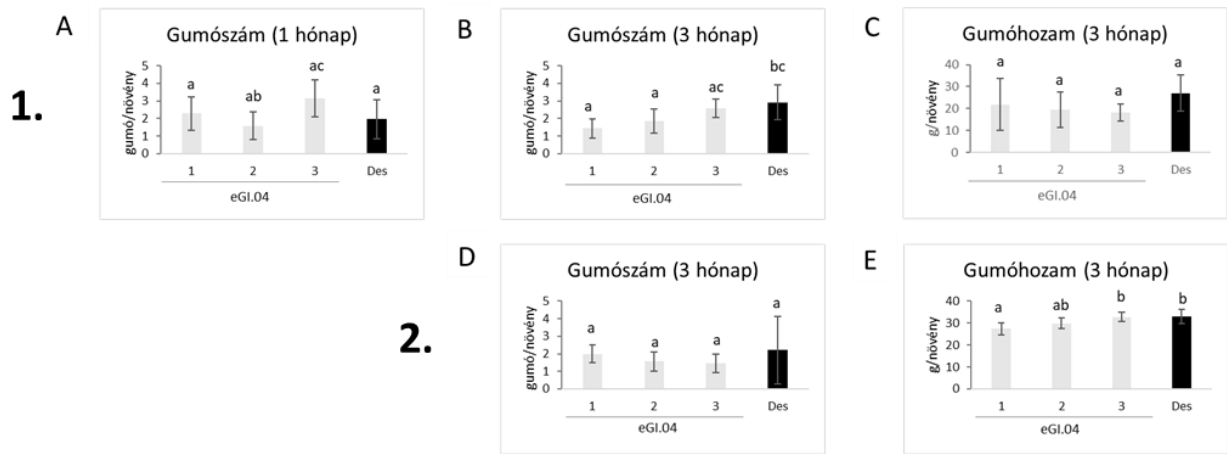 1.
A
Gumószám (1 hónap)
gumó/növény
5
4
3
2
1
0
a
ab
ac
a
1 2 3 Des
eGI.04
B
Gumószám (3 hónap)
gumó/növény
5
4
3
2
1
0
a
a
ac
bc
1 2 3 Des
eGI.04
C
Gumóhozam (3 hónap)
g/növény
40
30
20
10
0
a
a
a
a
1 2 3 Des
eGI.04
2.
D
Gumószám (3 hónap)
gumó/növény
5
4
3
2
1
0
a
a
a
a
1 2 3 Des
eGI.04
E
Gumóhozam (3 hónap)
g/növény
40
30
20
10
0
a
ab
b
b
1 2 3 Des
eGI.04